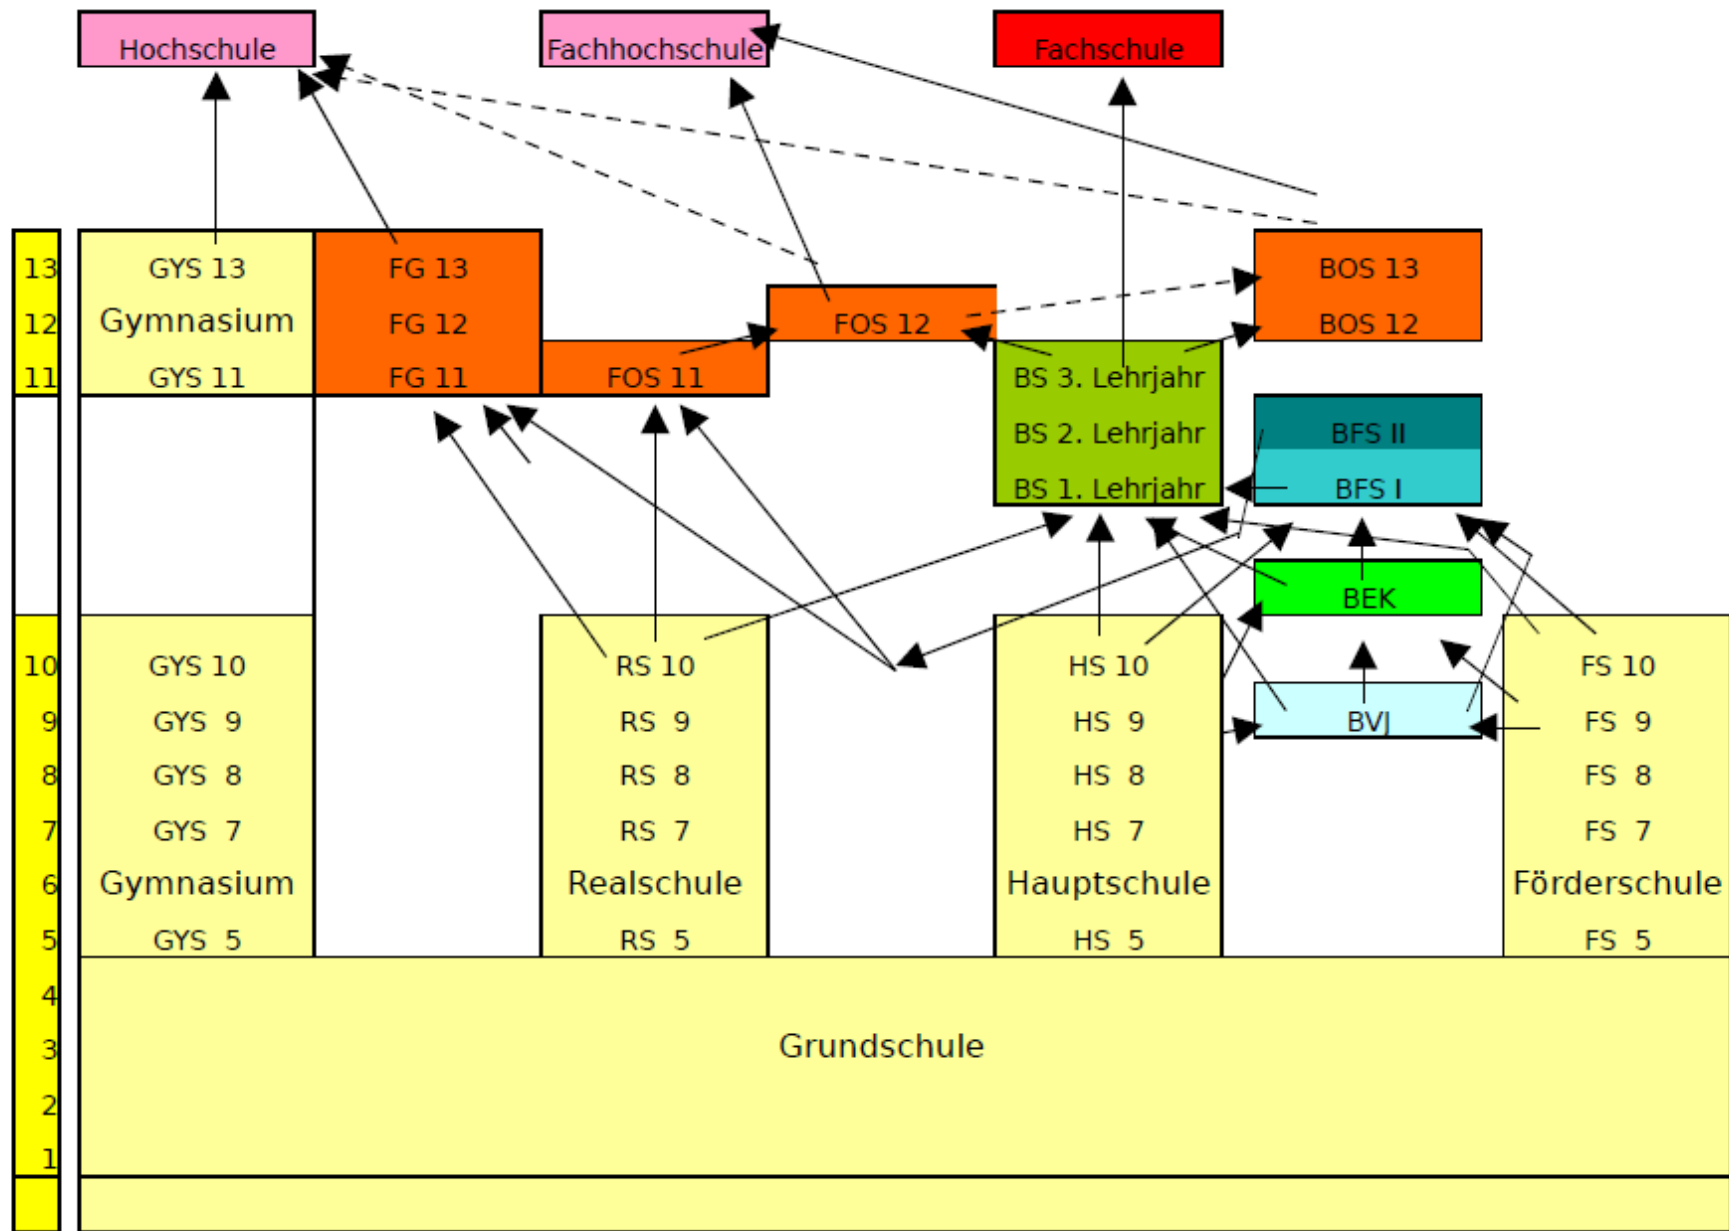 Hochschule Fachhochschule Fachschule
13 GYS 13 FG 13 BOS 13
12 Gymnasium FG 12 FOS 12 BOS 12
11 GYS 11 FG 11 FOS 11 BS 3. Lehrjahr
BS 2. Lehrjahr BFS II
BS 1. Lehrjahr BFS I
BEK
10 GYS 10 RS 10 HS 10 FS 10
9 GYS 9 RS 9 HS 9 BVJ FS 9
8 GYS 8 RS 8 HS 8 FS 8
7 GYS 7 RS 7 HS 7 FS 7
6 Gymnasium Realschule Hauptschule Förderschule
5 GYS 5 RS 5 HS 5 FS 5
4
Grundschule
3
2
1